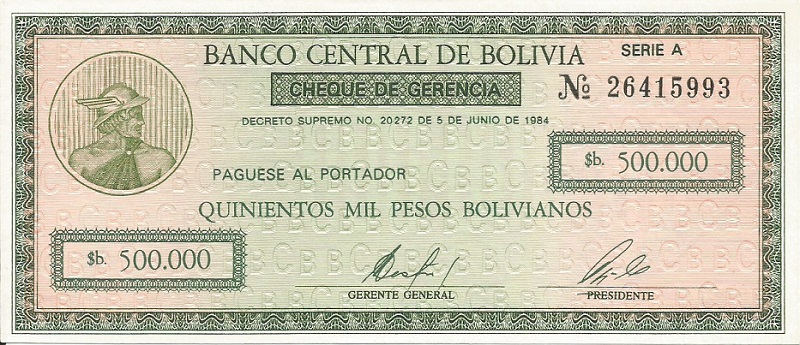 BANCO CENTRAL DE BOLIVIA
SERIE A
CHEQUE DE GERENCIA
Nº 26415993
DECRETO SUPREMO NO. 20272 DE 5 DE JUNIO DE 1984
PAGUESE AL PORTADOR
$b. 500.000
QUINIENTOS MIL PESOS BOLIVIANOS
$b. 500.000
GERENTE GENERAL
PRESIDENTE